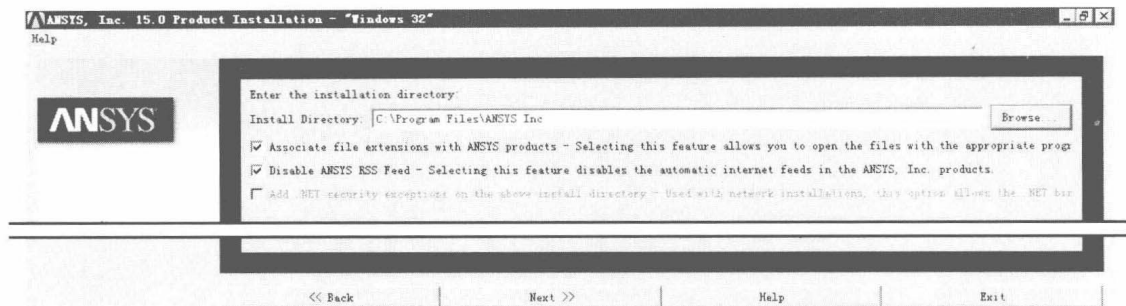 ANSYS, Inc. 15.0 Product Installation - "Windows 32"
Help
ANSYS
Enter the installation directory:
Install Directory: C:\Program Files\ANSYS Inc
Browse...
Associate file extensions with ANSYS products - Selecting this feature allows you to open the files with the appropriate progr
Disable ANSYS RSS Feed - Selecting this feature disables the automatic internet feeds in the ANSYS, Inc. products.
Add .NET security exceptions on the above install directory - Used with network installations, this option allows the .NET bin
<< Back
Next >>
Help
Exit